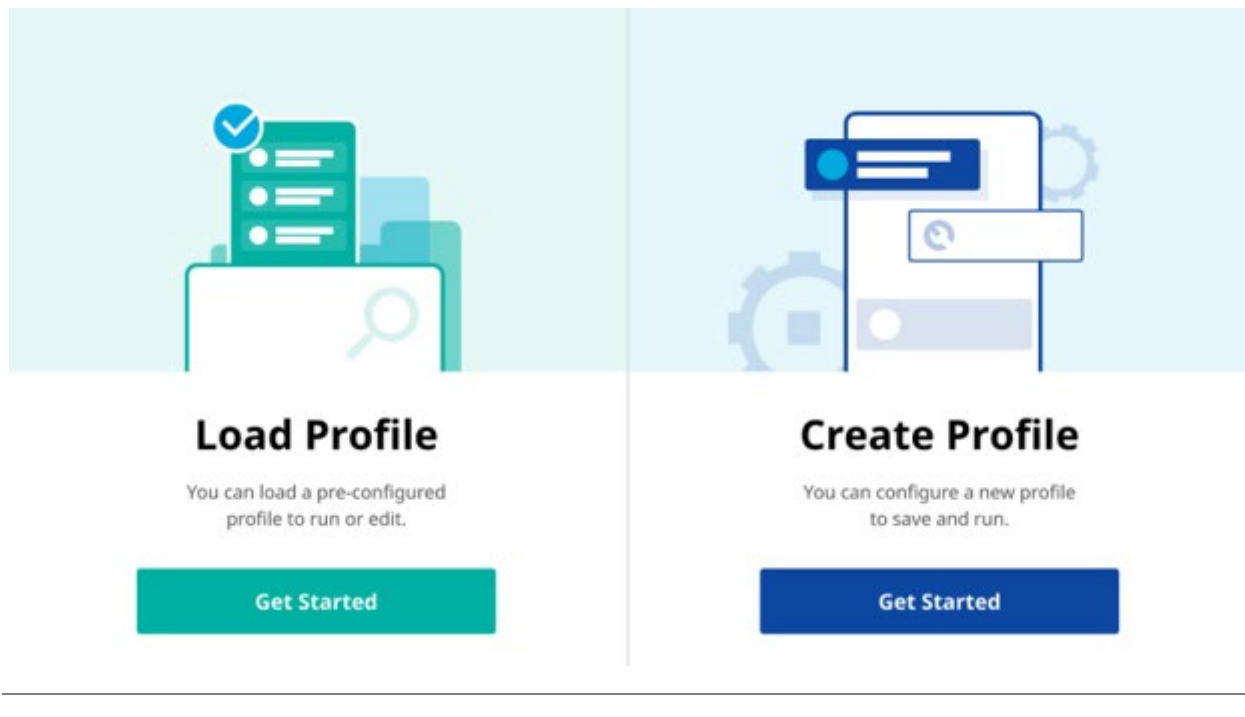 Load Profile
You can load a pre-configured
profile to run or edit.
Get Started
Create Profile
You can configure a new profile
to save and run.
Get Started